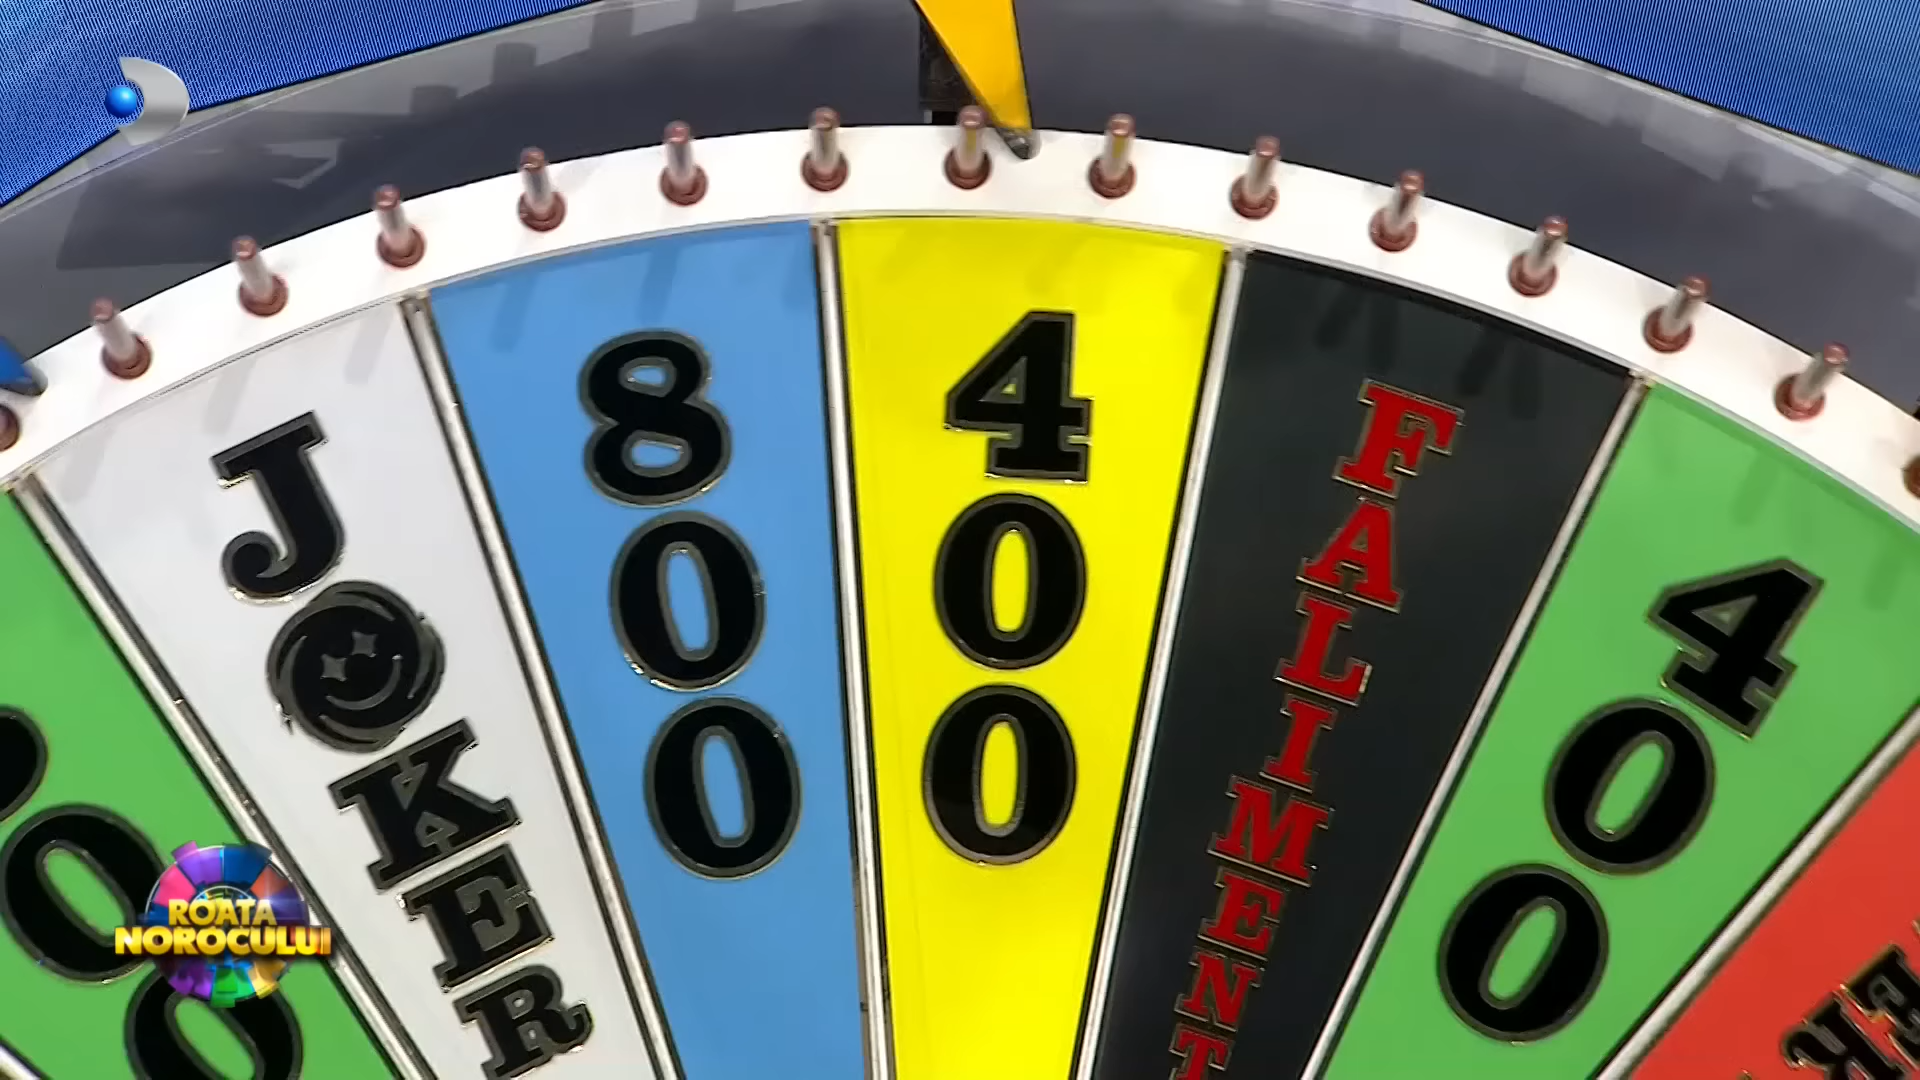 JOKER
800
400
FALIMENT
400
ROATA
NOROCULUI